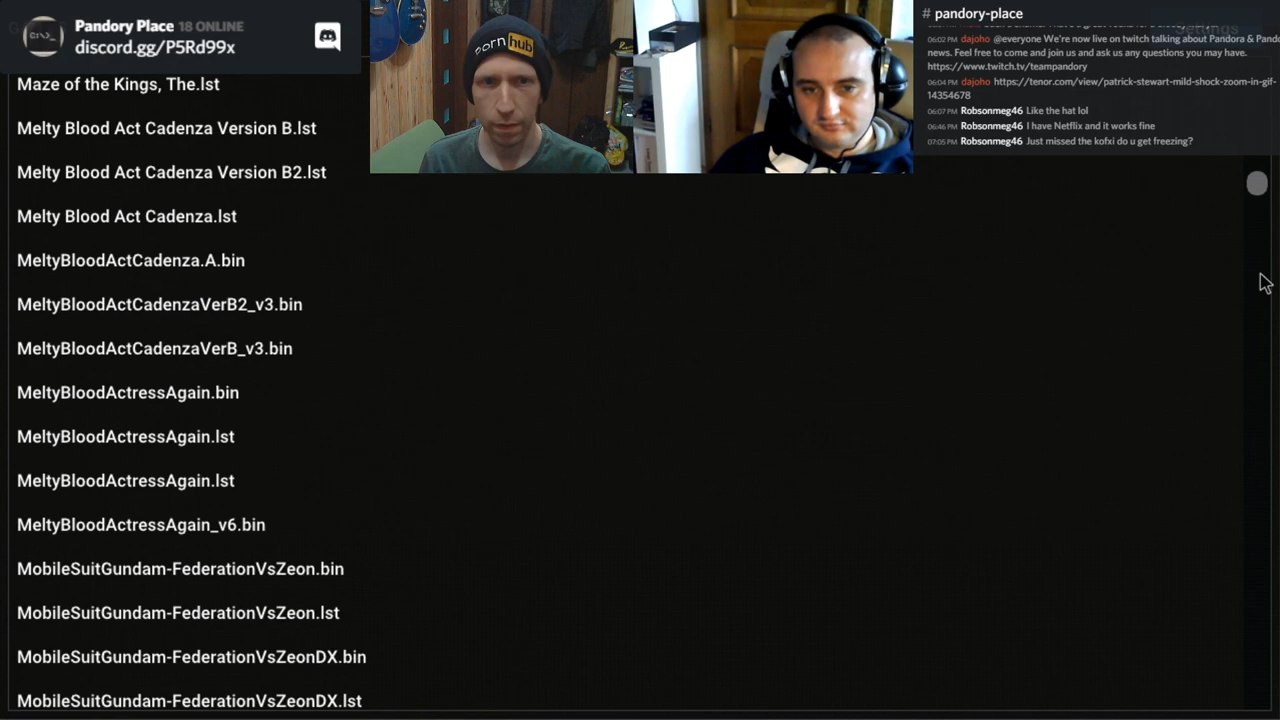 Pandory Place 18 ONLINE
discord.gg/P5Rd99x
Maze of the Kings, The.lst
Melty Blood Act Cadenza Version B.lst
Melty Blood Act Cadenza Version B2.lst
Melty Blood Act Cadenza.lst
MeltyBloodActCadenza.A.bin
MeltyBloodActCadenzaVerB2_v3.bin
MeltyBloodActCadenzaVerB_v3.bin
MeltyBloodActressAgain.bin
MeltyBloodActressAgain.lst
MeltyBloodActressAgain.lst
MeltyBloodActressAgain_v6.bin
MobileSuitGundam-FederationVsZeon.bin
MobileSuitGundam-FederationVsZeon.lst
MobileSuitGundam-FederationVsZeonDX.bin
MobileSuitGundam-FederationVsZeonDX.lst
porn hub
# pandory-place
Settings
06:02 PM dajoho @everyone We're now live on twitch talking about Pandora & Pando
news. Feel free to come and join us and ask us any questions you may have.
https://www.twitch.tv/teampandory
06:04 PM dajoho https://tenor.com/view/patrick-stewart-mild-shock-zoom-in-gif-
14354678
06:07 PM Robsonmeg46 Like the hat lol
06:46 PM Robsonmeg46 I have Netflix and it works fine
07:05 PM Robsonmeg46 Just missed the kofxi do u get freezing?